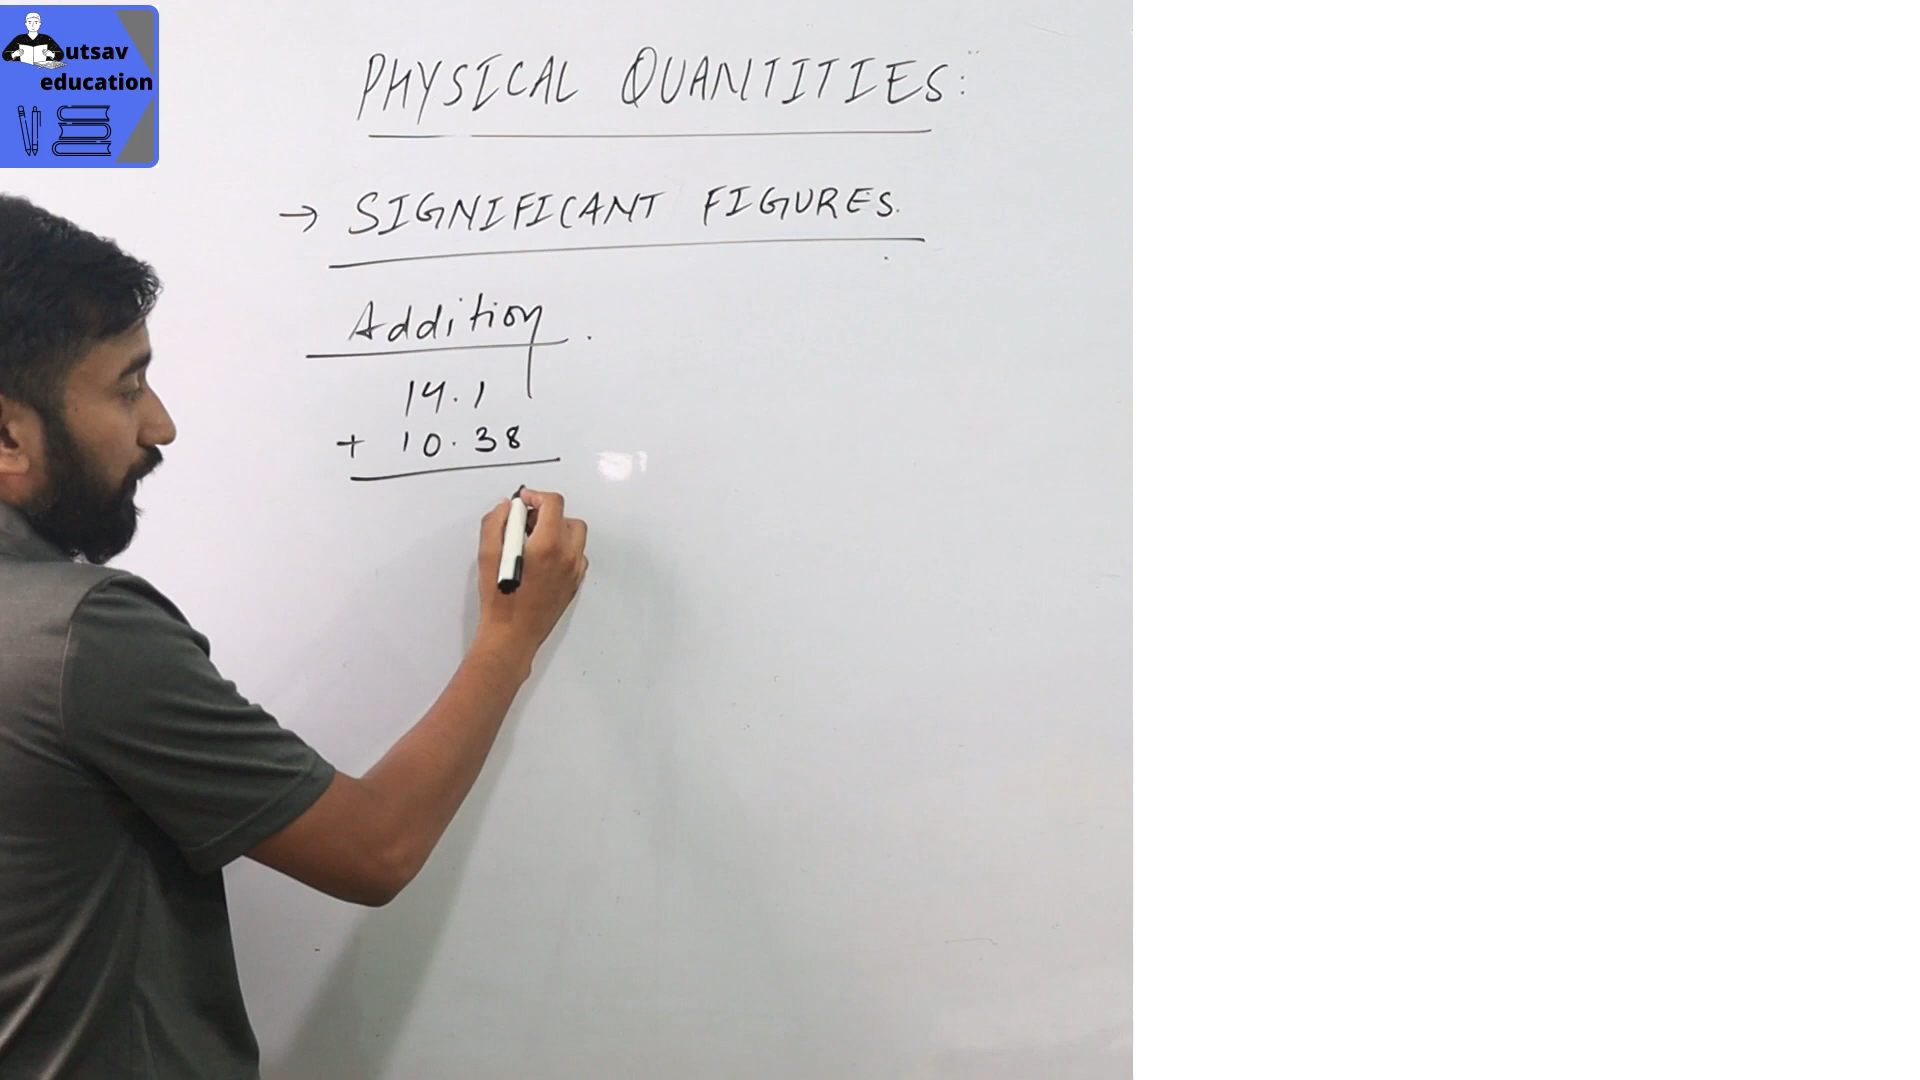 utsav
education
PHYSICAL QUANTITIES:
→ SIGNIFICANT FIGURES.
Addition.
14.1
+ 10.38